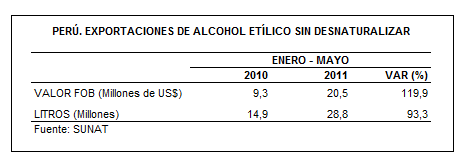 PERÚ. EXPORTACIONES DE ALCOHOL ETÍLICO SIN DESNATURALIZAR
ENERO - MAYO
2010 2011 VAR (%)
VALOR FOB (Millones de US$) 9,3 20,5 119,9
LITROS (Millones) 14,9 28,8 93,3
Fuente: SUNAT